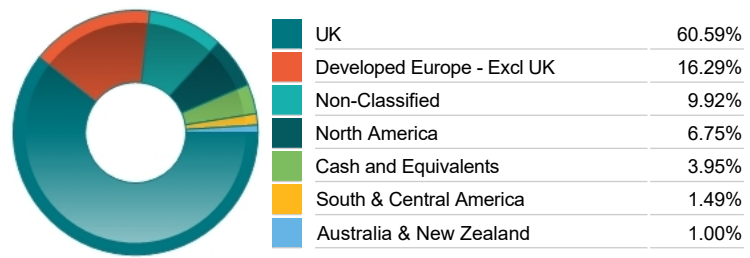 UK 60.59%
Developed Europe - Excl UK 16.29%
Non-Classified 9.92%
North America 6.75%
Cash and Equivalents 3.95%
South & Central America 1.49%
Australia & New Zealand 1.00%